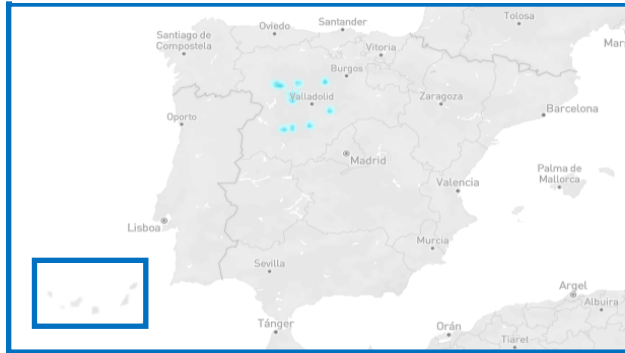 Tolosa
Oviedo
Santander
Santiago de
Compostela
Vitoria
Burgos
Valladolid
Zaragoza
Barcelona
Oporto
Madrid
Palma de
Mallorca
Valencia
Lisboa
Murcia
Sevilla
Argel
Albuira
Tánger
Orán
Tiaret